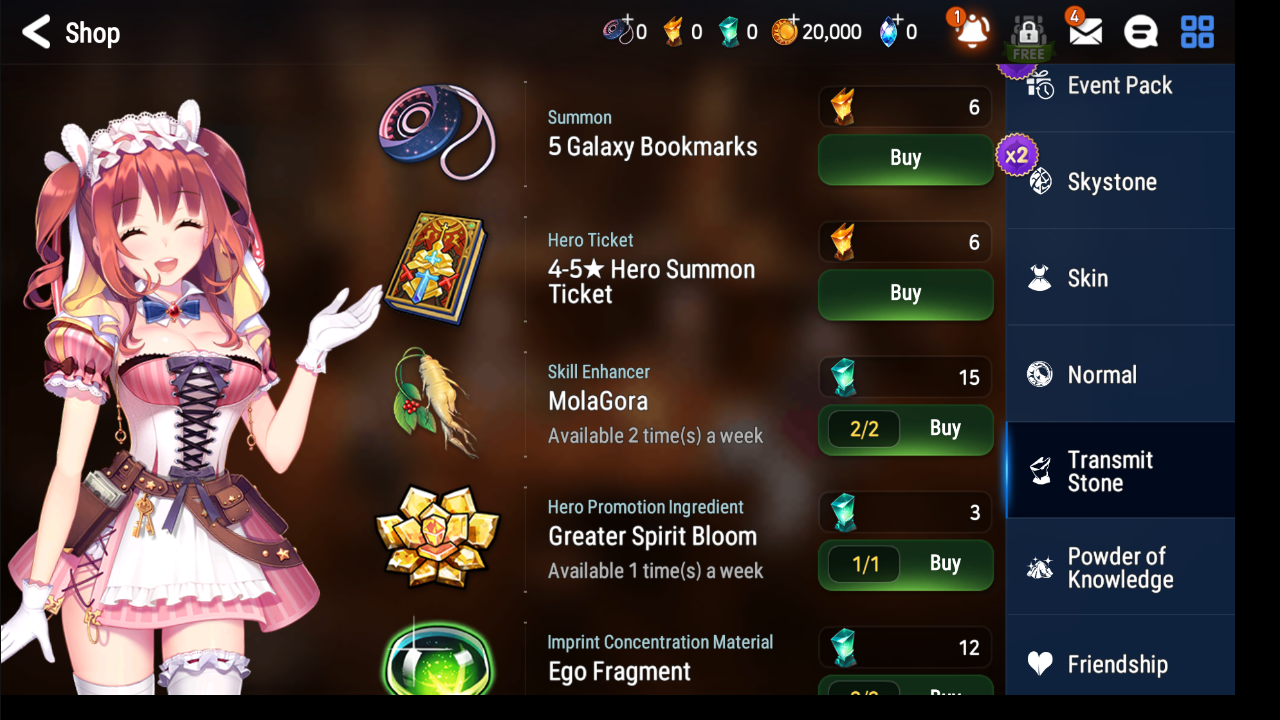 Shop
0
0
0
20,000
0
1
FREE
4
Summon
5 Galaxy Bookmarks
6
Buy
Hero Ticket
4-5★ Hero Summon
Ticket
6
Buy
Skill Enhancer
MolaGora
Available 2 time(s) a week
15
2/2 Buy
Hero Promotion Ingredient
Greater Spirit Bloom
Available 1 time(s) a week
3
1/1 Buy
Imprint Concentration Material
Ego Fragment
12
Buy
Event Pack
x2
Skystone
Skin
Normal
Transmit
Stone
Powder of
Knowledge
Friendship